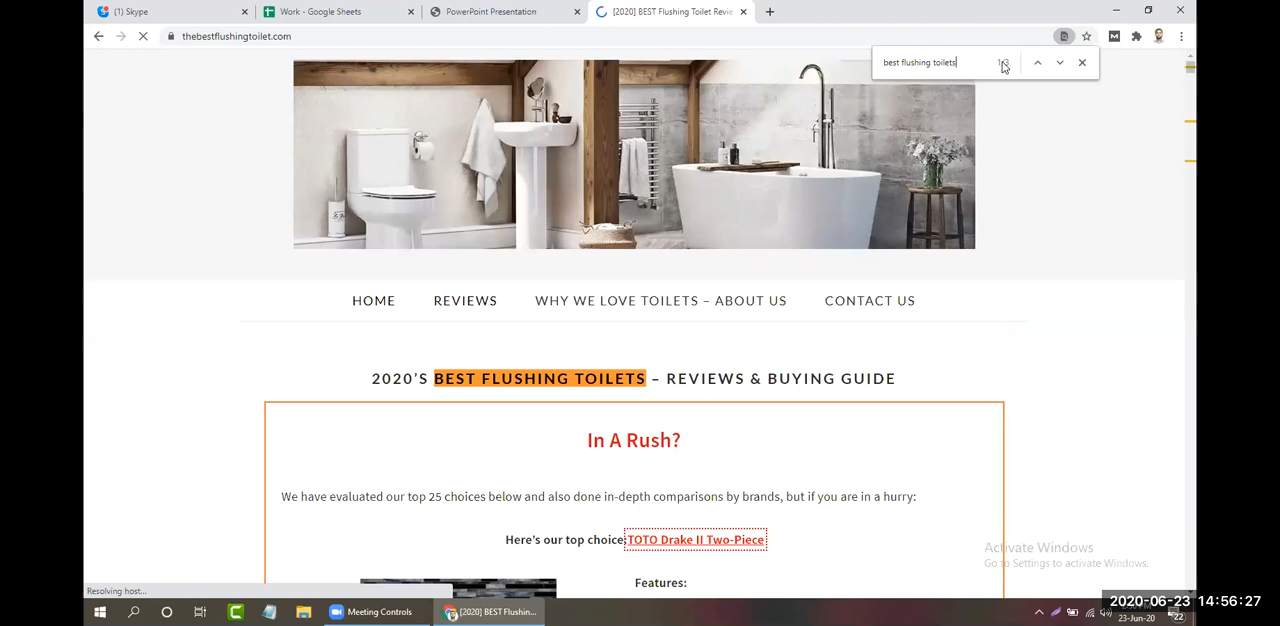 (1) Skype
Work - Google Sheets
PowerPoint Presentation
[2020] BEST Flushing Toilet Revie
thebestflushingtoilet.com
best flushing toilets
HOME
REVIEWS
WHY WE LOVE TOILETS – ABOUT US
CONTACT US
2020'S BEST FLUSHING TOILETS – REVIEWS & BUYING GUIDE
In A Rush?
We have evaluated our top 25 choices below and also done in-depth comparisons by brands, but if you are in a hurry:
Here's our top choice: TOTO Drake II Two-Piece
Features:
Activate Windows
Go to Settings to activate Windows.
Resolving host...
Meeting Controls
[2020] BEST Flushin...
2020-06-23 14:56:27
23-Jun-20
22